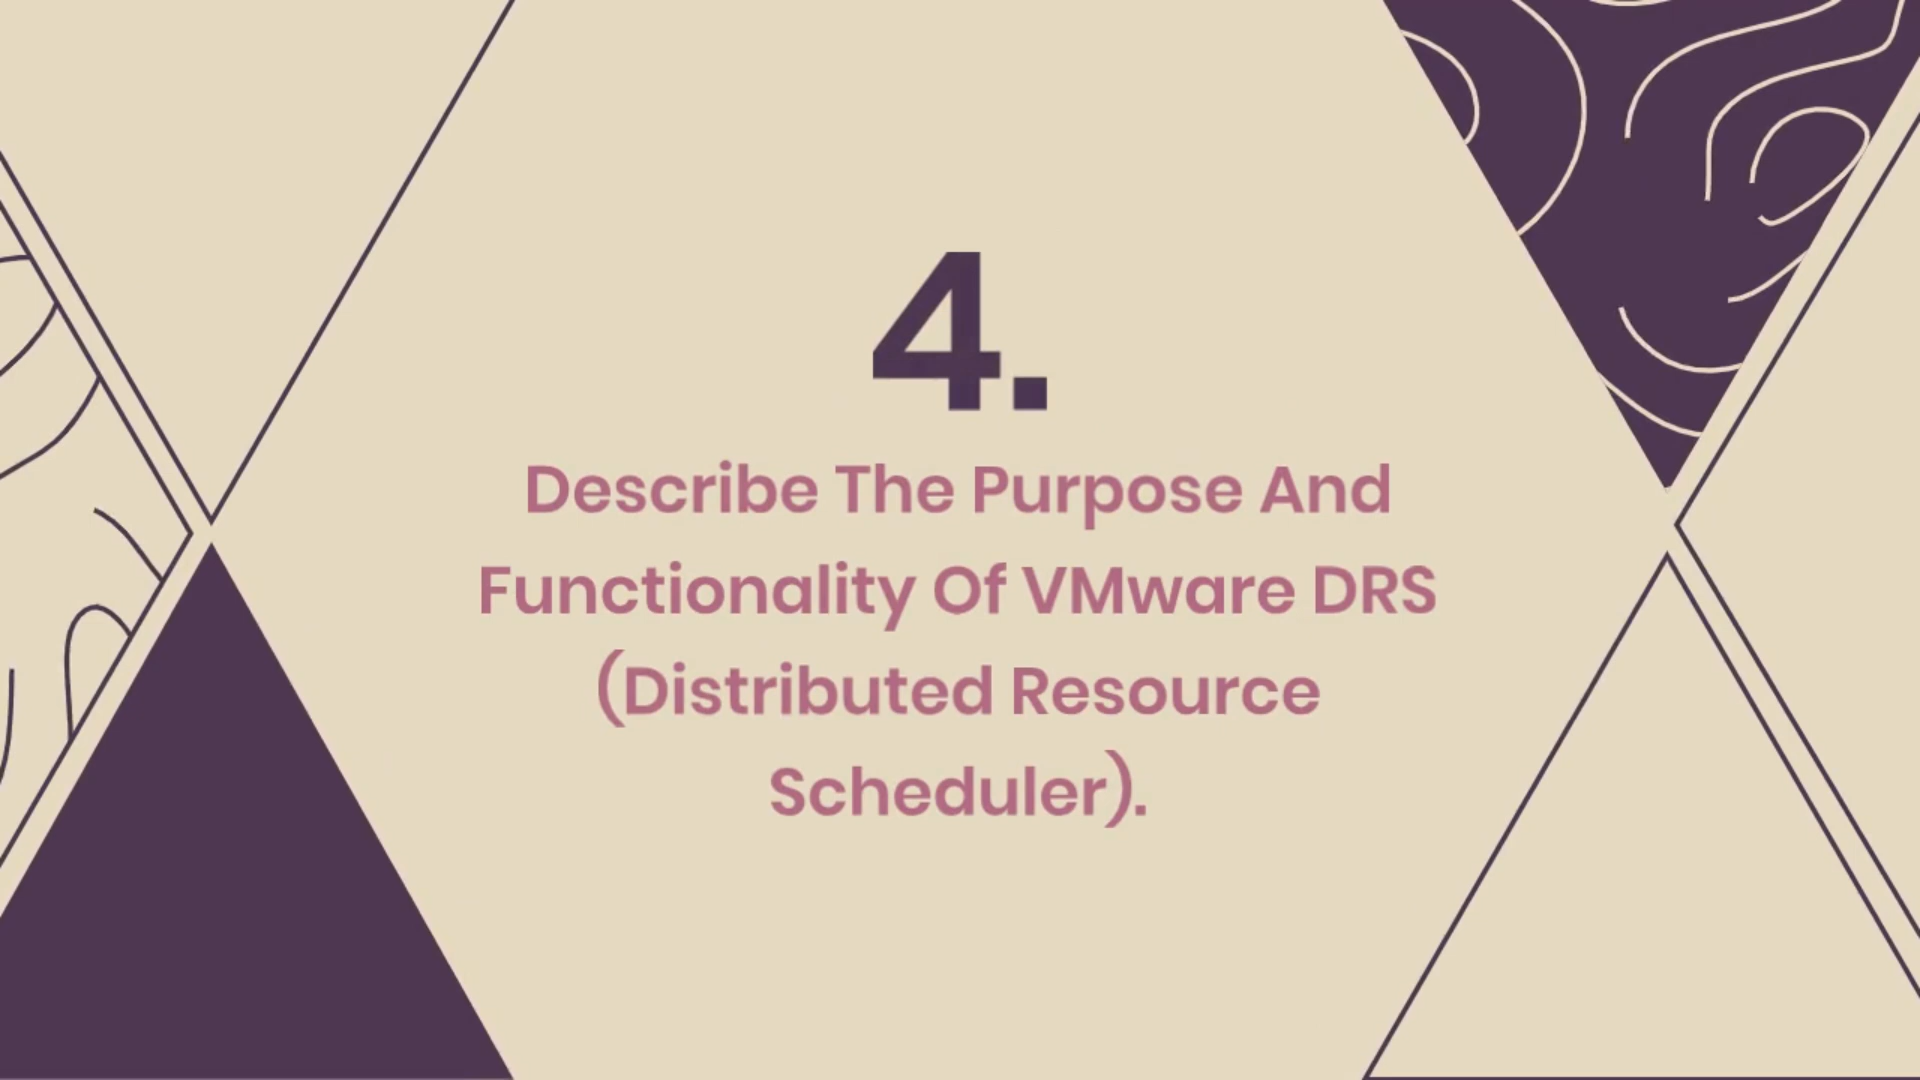 4.
Describe The Purpose And
Functionality Of VMware DRS
(Distributed Resource
Scheduler).